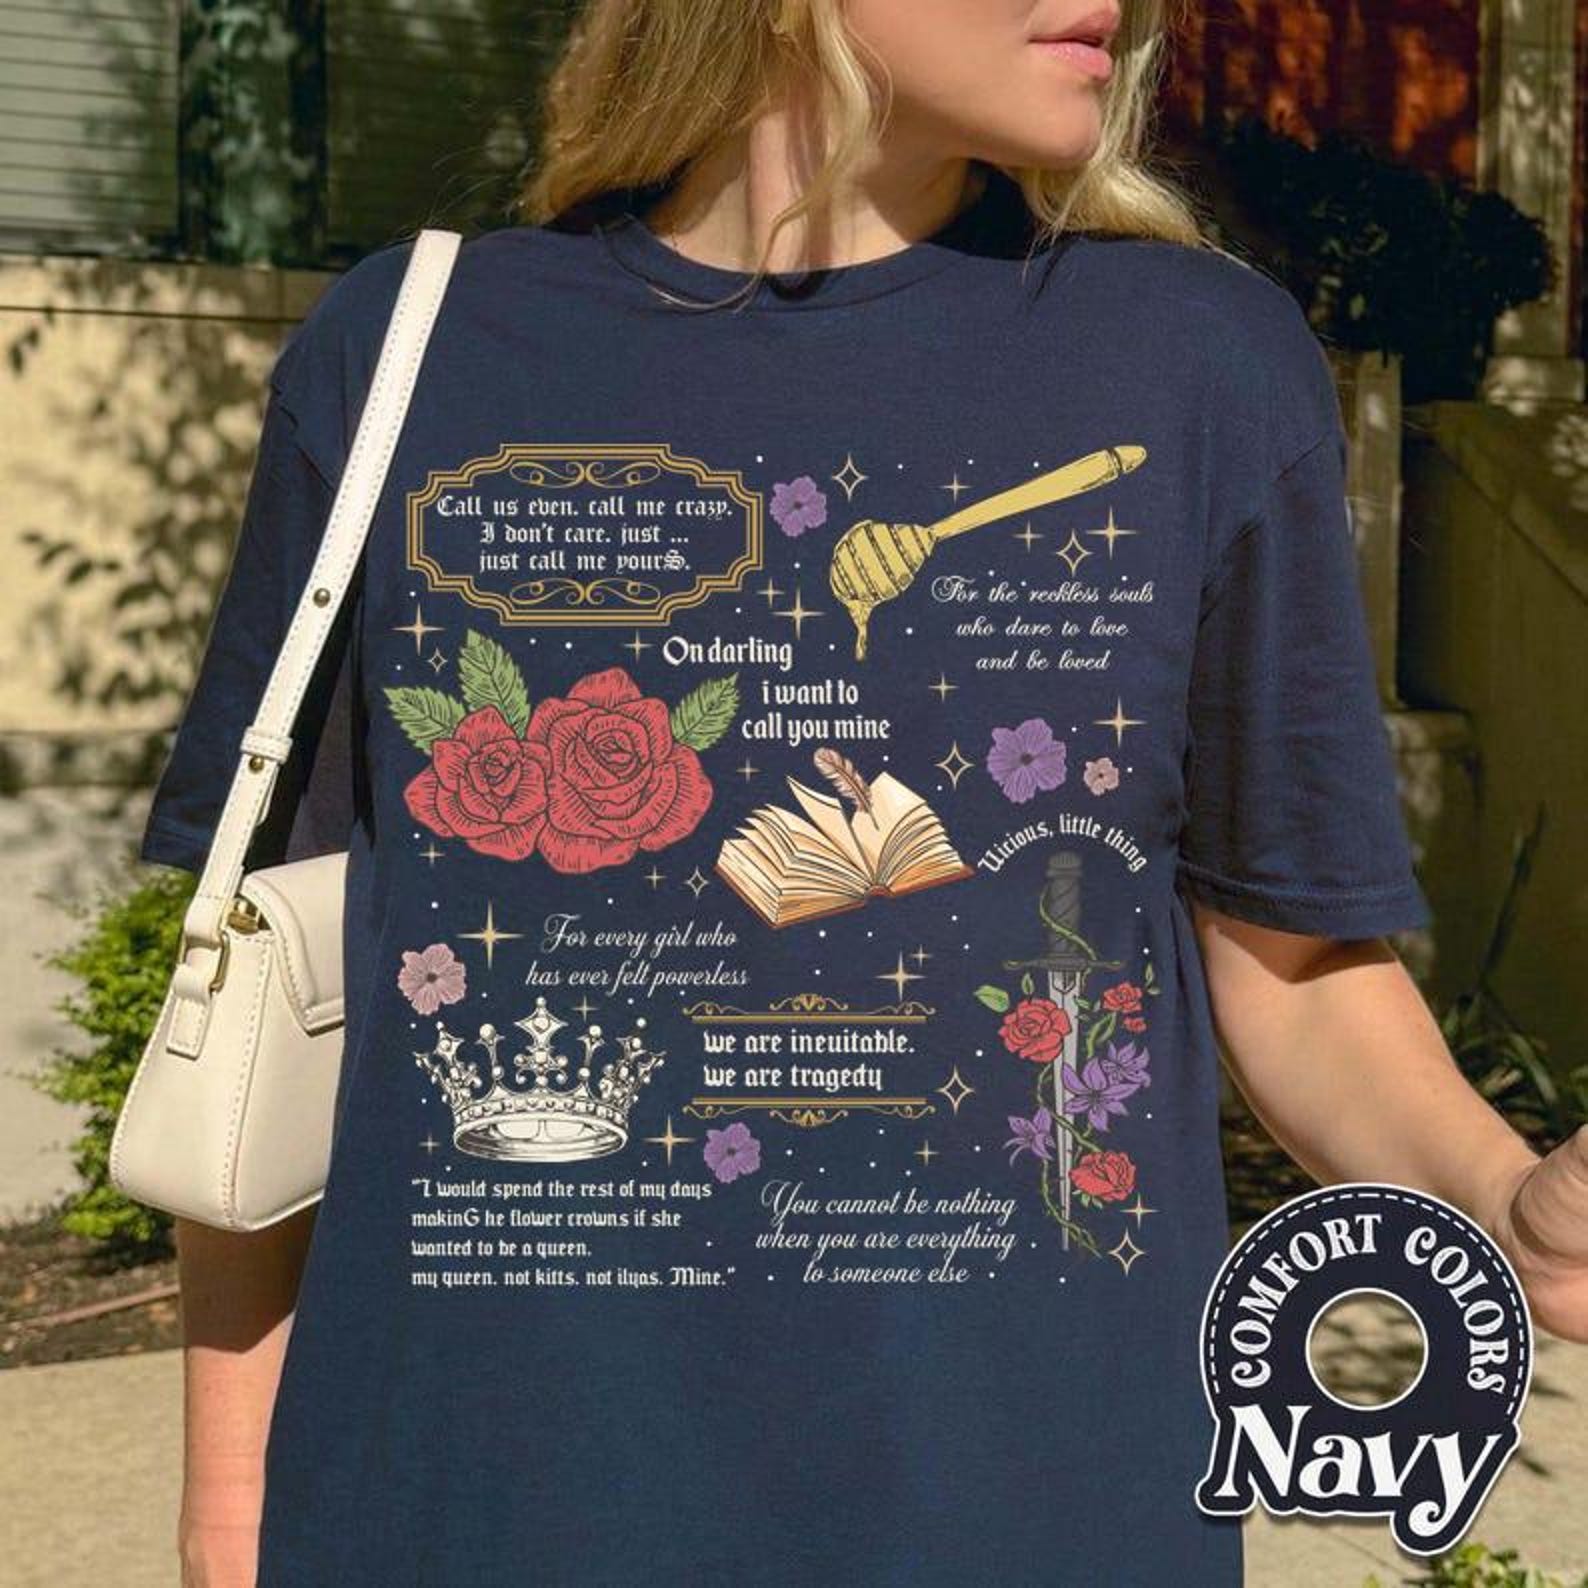 Call us even. call me crazy.
I don't care. just ...
just call me yourS.
For the reckless souls
who dare to love
and be loved
On darling
i want to
call you mine
Vicious, little thing
For every girl who
has ever felt powerless
we are inevitable.
we are tragedy
"I would spend the rest of my days
makinG he flower crowns if she
wanted to be a queen.
my queen. not kitts. not ilyas. Mine."
You cannot be nothing
when you are everything
to someone else
COMFORT COLORS
Navy